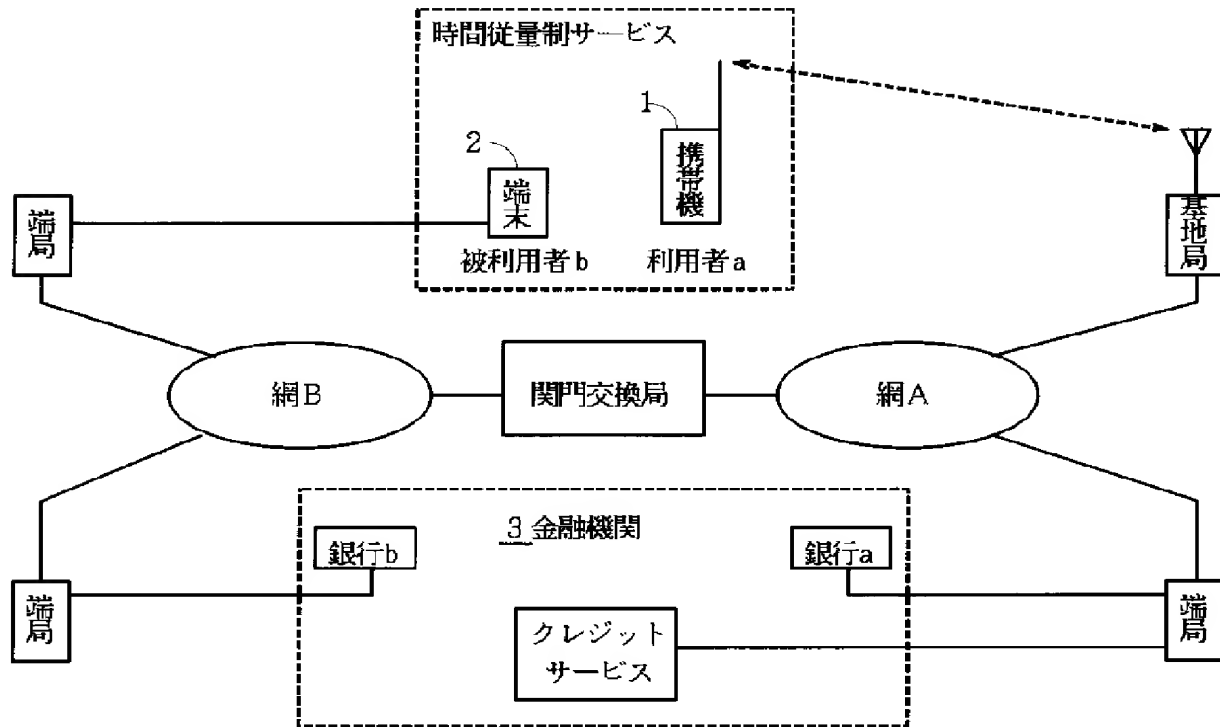 時間従量制サービス
1
携帯機
2
端末
被利用者b
利用者a
端局
基地局
網B
関門交換局
網A
3 金融機関
銀行b
銀行a
クレジット
サービス
端局
端局